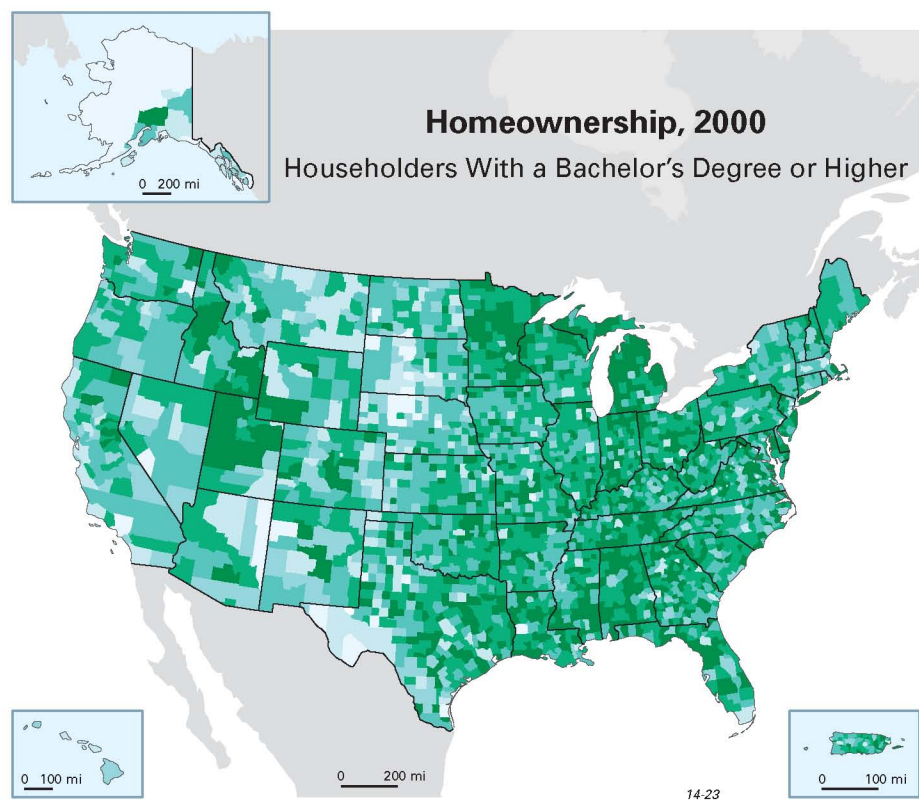 Homeownership, 2000
Householders With a Bachelor's Degree or Higher
0 200 mi
0 100 mi
0 200 mi
0 100 mi
14-23